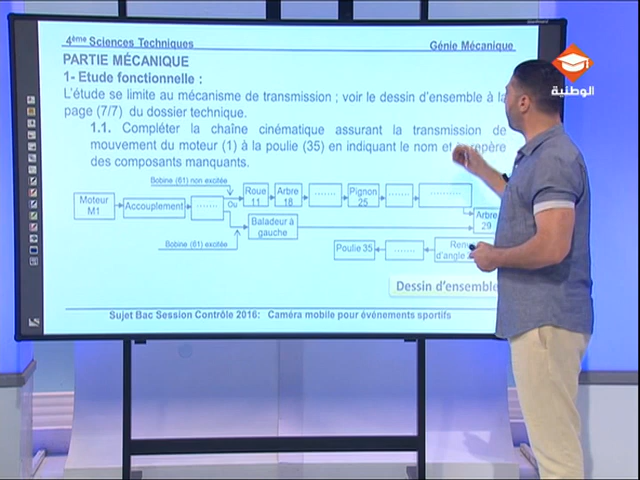 4ème Sciences Techniques Génie Mécanique
PARTIE MÉCANIQUE
1- Etude fonctionnelle :
L'étude se limite au mécanisme de transmission ; voir le dessin d'ensemble à la
page (7/7) du dossier technique.
1.1. Compléter la chaîne cinématique assurant la transmission de
mouvement du moteur (1) à la poulie (35) en indiquant le nom et repère
des composants manquants.
Bobine (61) non excitée
Moteur
M1
Accouplement
.......
Ou
Roue
11
Arbre
18
.......
Pignon
25
.......
..........
Baladeur à
gauche
Arbre
29
Bobine (61) excitée
Poulie 35
.......
d'angle
Dessin d'ensemble
Sujet Bac Session Contrôle 2016: Caméra mobile pour événements sportifs
الوطنية